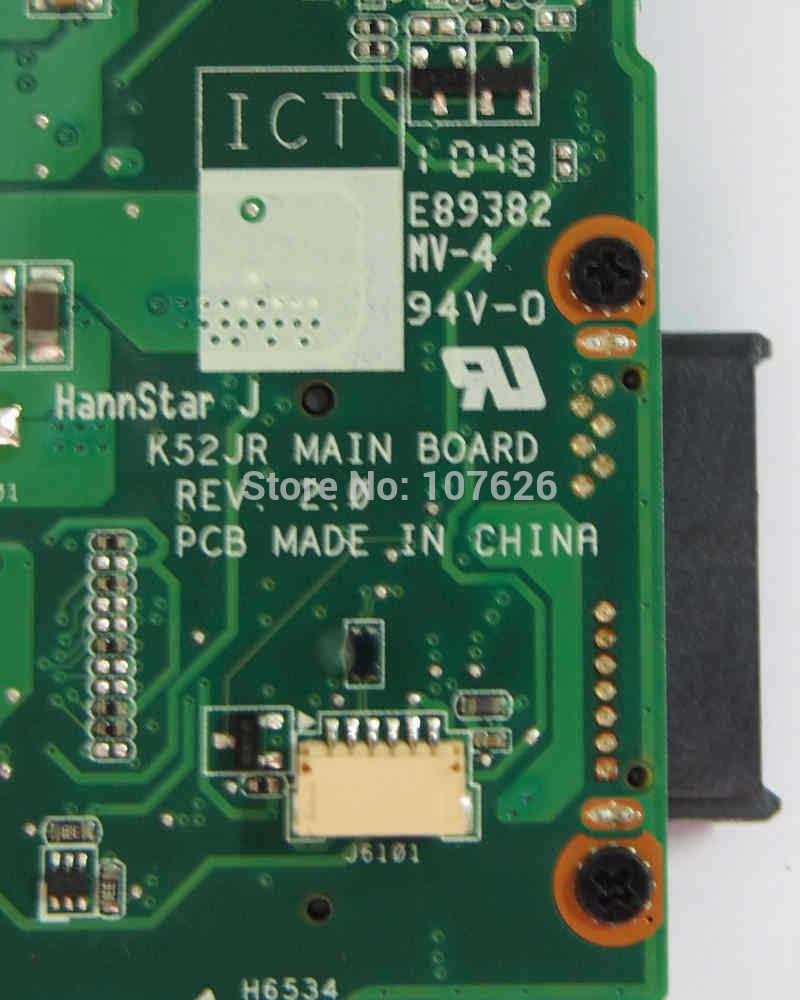 ICT
1048
E89382
MV-4
94V-0
RU
HannStar J
K52JR MAIN BOARD
REV. 2.0
Store No: 107626
PCB MADE IN CHINA
J6101
H6534